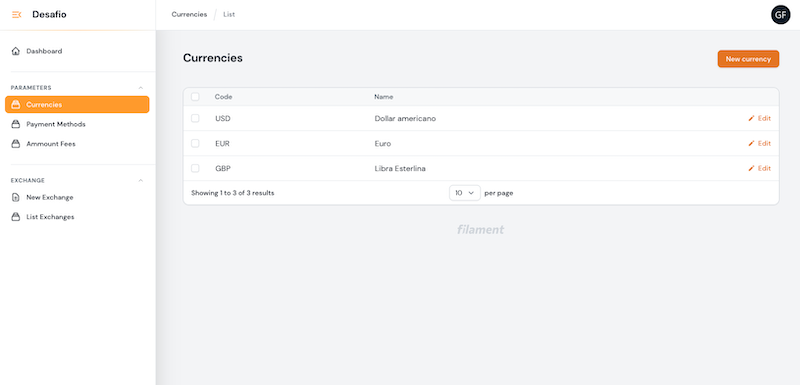 Desafio
Currencies / List
GF
Dashboard
PARAMETERS
Currencies
Payment Methods
Ammount Fees
EXCHANGE
New Exchange
List Exchanges
Currencies
New currency
Code Name
USD Dollar americano Edit
EUR Euro Edit
GBP Libra Esterlina Edit
Showing 1 to 3 of 3 results 10 per page
filament